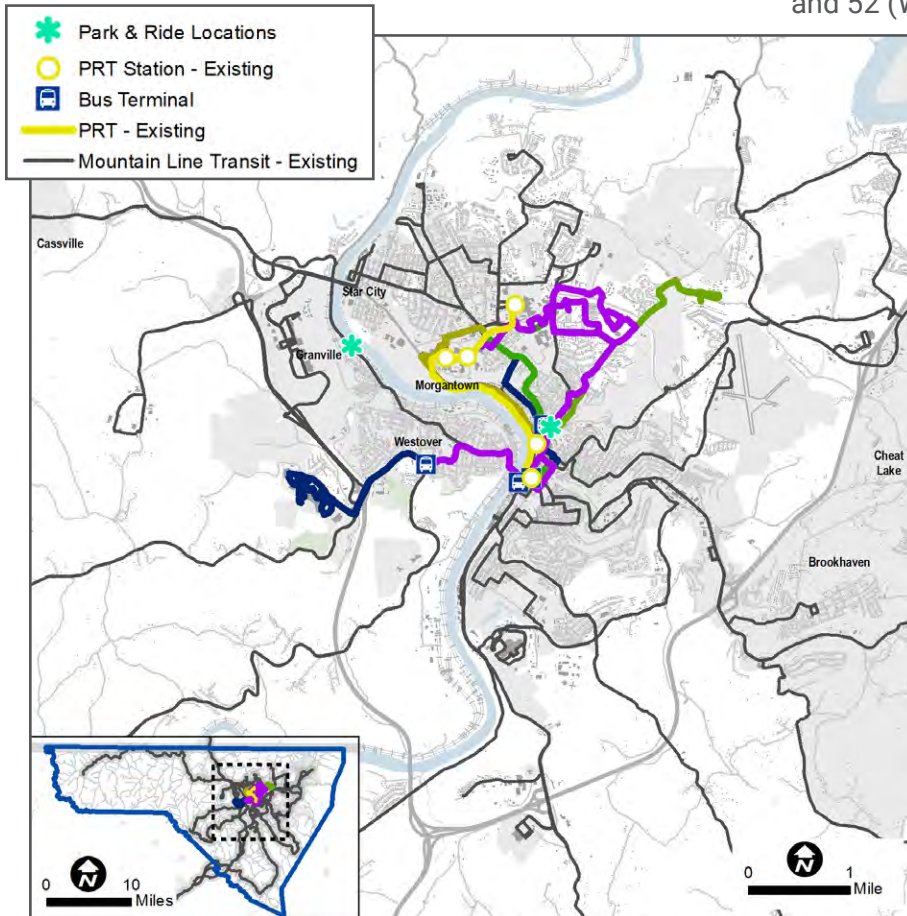 and 52 (W
Park & Ride Locations
PRT Station - Existing
Bus Terminal
PRT - Existing
Mountain Line Transit - Existing
Cassville
Star City
Granville
Morgantown
Westover
Cheat
Lake
Brookhaven
N
0 10
Miles
N
0 1
Mile